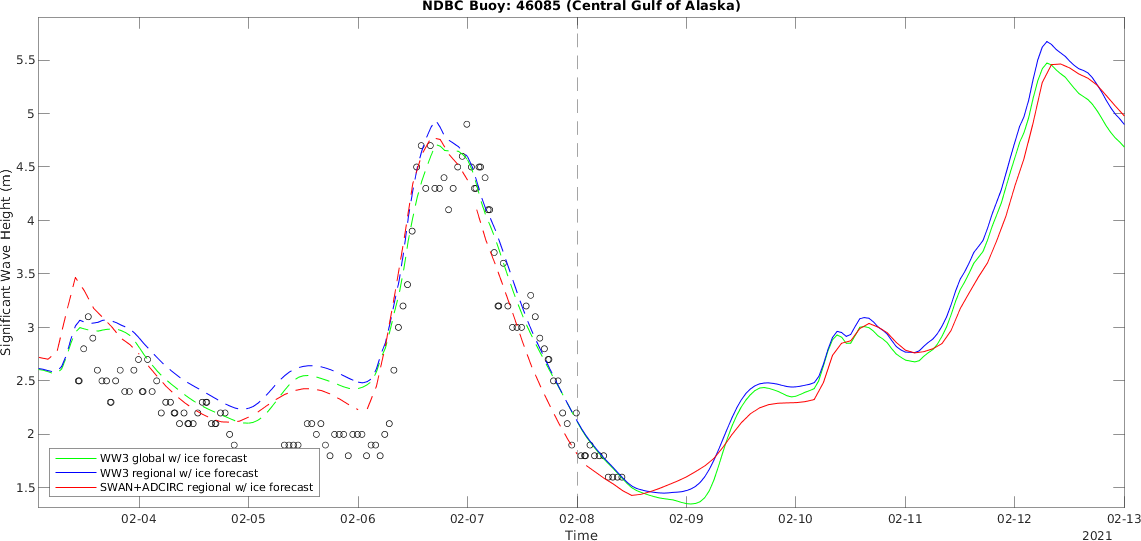 NDBC Buoy: 46085 (Central Gulf of Alaska)
Significant Wave Height (m)
5.5
5
4.5
4
3.5
3
2.5
2
1.5
WW3 global w/ ice forecast
WW3 regional w/ ice forecast
SWAN+ADCIRC regional w/ ice forecast
02-04 02-05 02-06 02-07 02-08 02-09 02-10 02-11 02-12 02-13
Time
2021